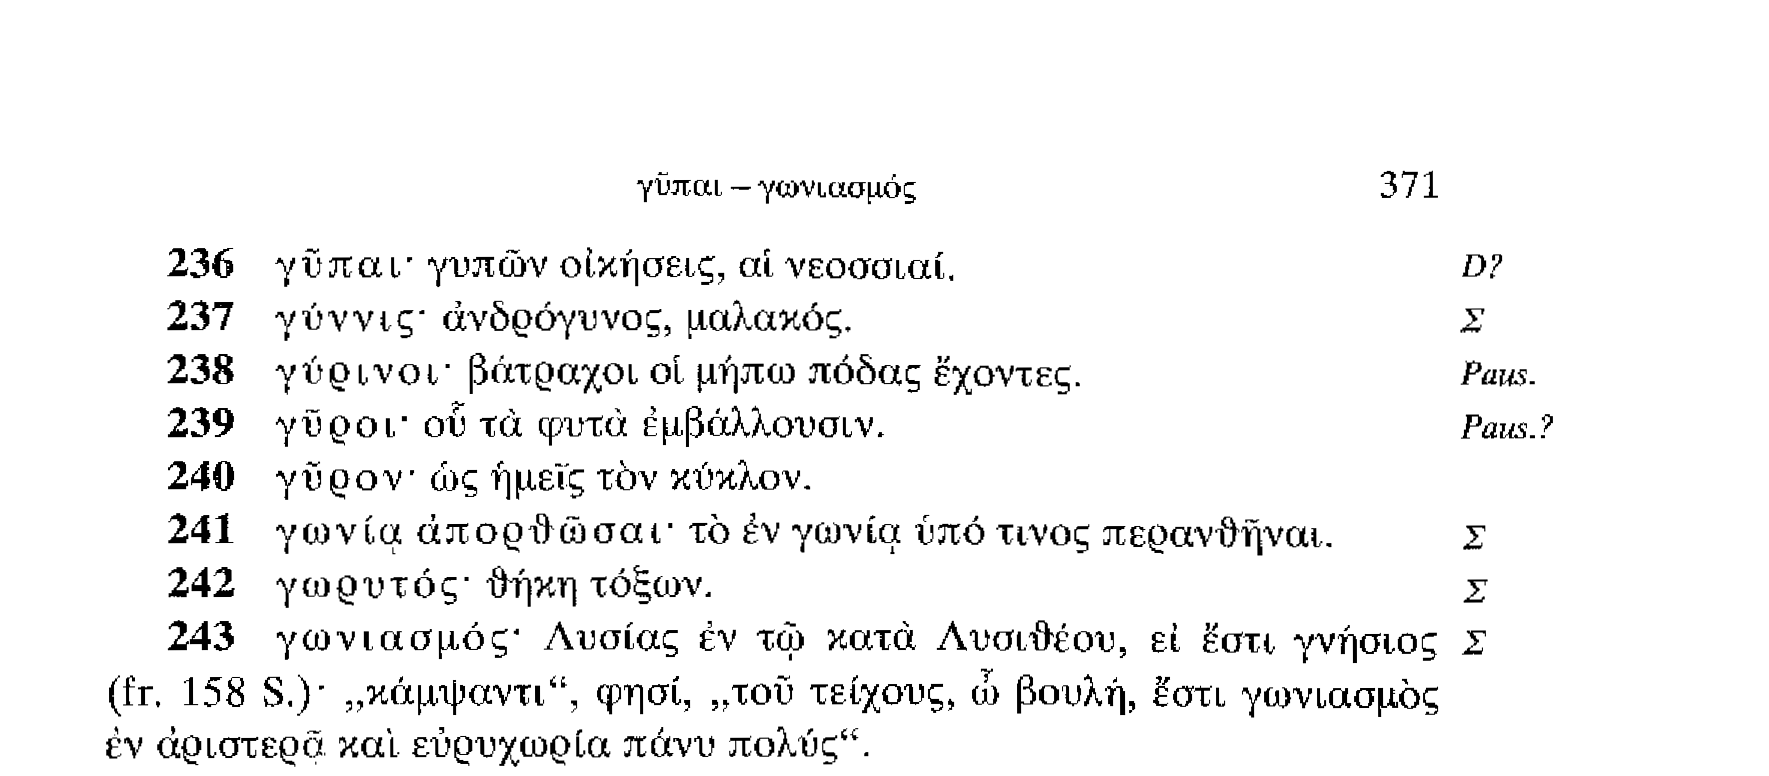 γῦπαι – γωνιασμός 371
236 γῦπαι· γυπῶν οἰκήσεις, αἱ νεοσσιαί. D?
237 γύννις· ἀνδρόγυνος, μαλακός. Σ
238 γύρινοι· βάτραχοι οἱ μήπω πόδας ἔχοντες. Paus.
239 γῦροι· οὗ τὰ φυτὰ ἐμβάλλουσιν. Paus.?
240 γῦρον· ὡς ἡμεῖς τὸν κύκλον.
241 γωνίᾳ ἀπορθῶσαι· τὸ ἐν γωνίᾳ ὑπό τινος περανθῆναι. Σ
242 γωρυτός· θήκη τόξων. Σ
243 γωνιασμός· Λυσίας ἐν τῷ κατὰ Λυσιθέου, εἰ ἔστι γνήσιος Σ
(fr. 158 S.)· „κάμψαντι“, φησί, „τοῦ τείχους, ὦ βουλή, ἔστι γωνιασμὸς
ἐν ἀριστερᾷ καὶ εὐρυχωρία πάνυ πολύς“.